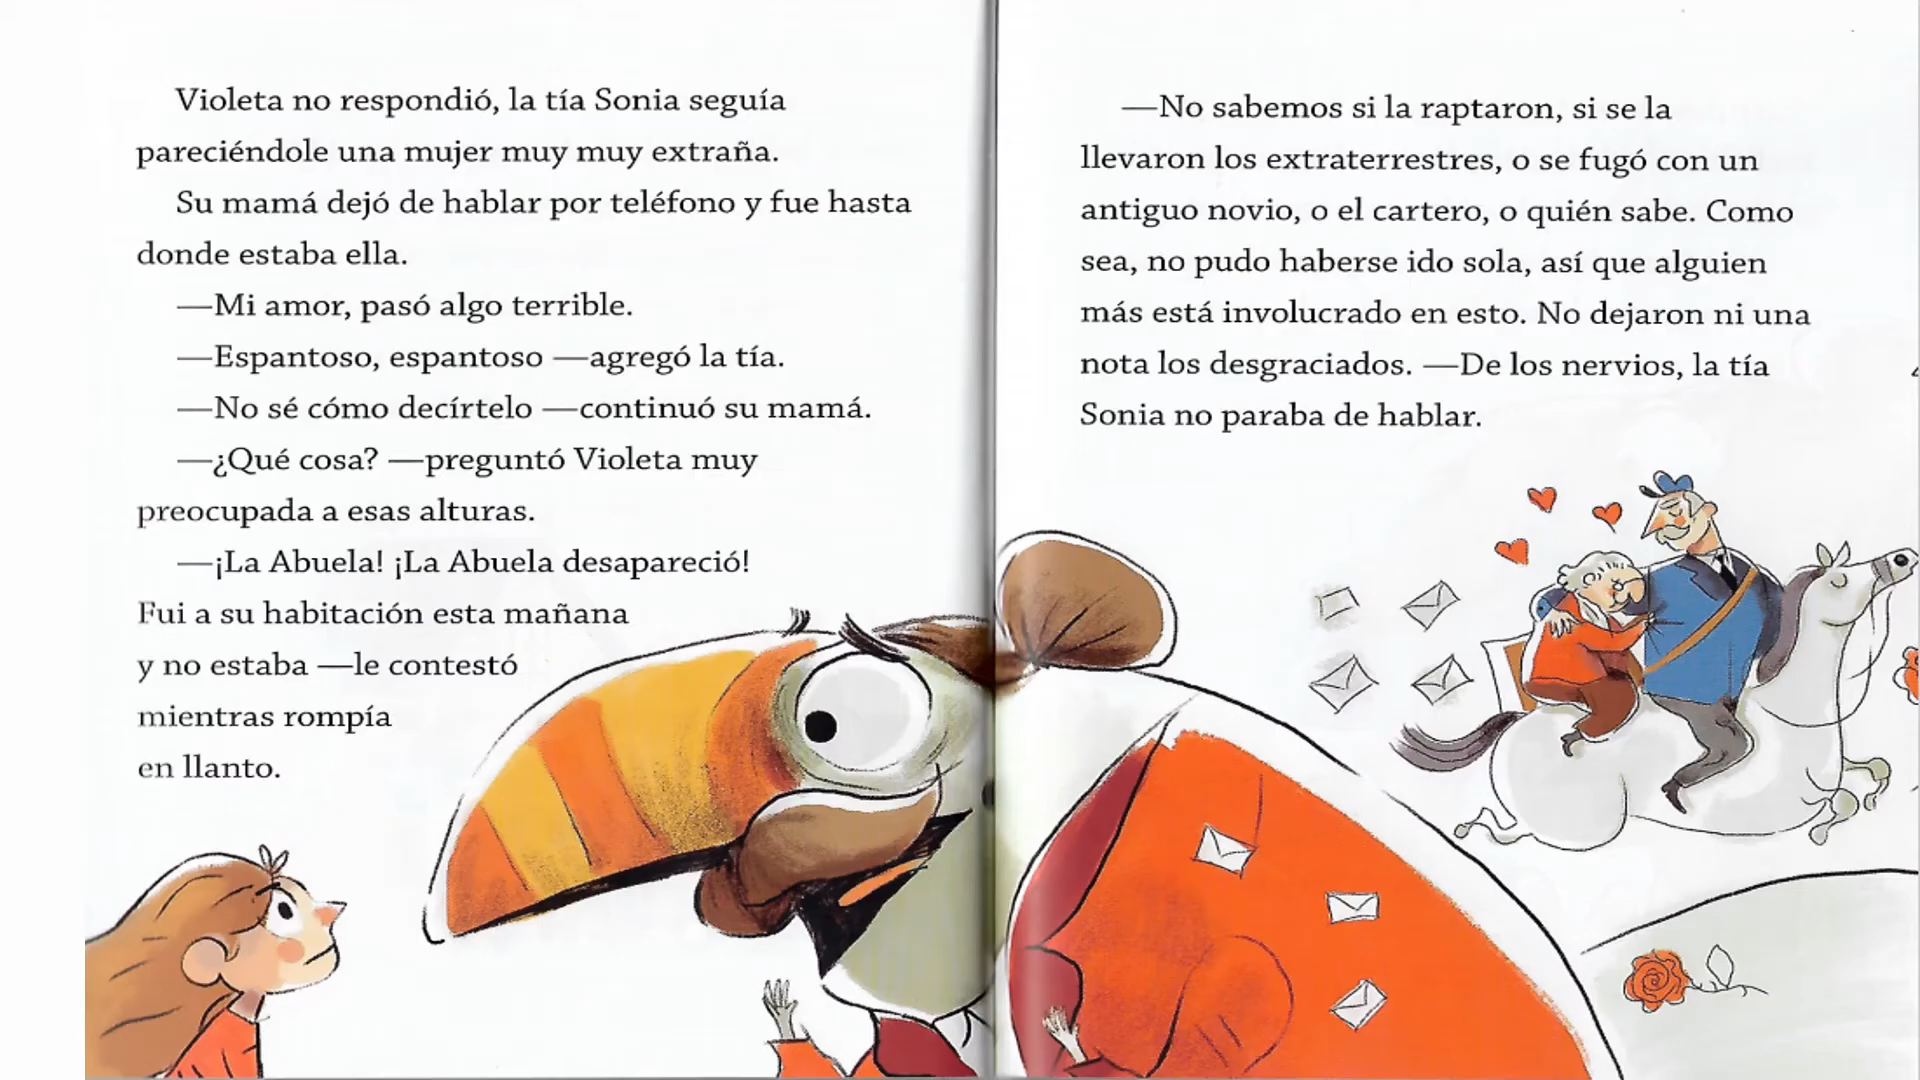 Violeta no respondió, la tía Sonia seguía
pareciéndole una mujer muy muy extraña.
Su mamá dejó de hablar por teléfono y fue hasta
donde estaba ella.
—Mi amor, pasó algo terrible.
—Espantoso, espantoso —agregó la tía.
—No sé cómo decírtelo —continuó su mamá.
—¿Qué cosa? —preguntó Violeta muy
preocupada a esas alturas.
—¡La Abuela! ¡La Abuela desapareció!
Fui a su habitación esta mañana
y no estaba —le contestó
mientras rompía
en llanto.
—No sabemos si la raptaron, si se la
llevaron los extraterrestres, o se fugó con un
antiguo novio, o el cartero, o quién sabe. Como
sea, no pudo haberse ido sola, así que alguien
más está involucrado en esto. No dejaron ni una
nota los desgraciados. —De los nervios, la tía
Sonia no paraba de hablar.